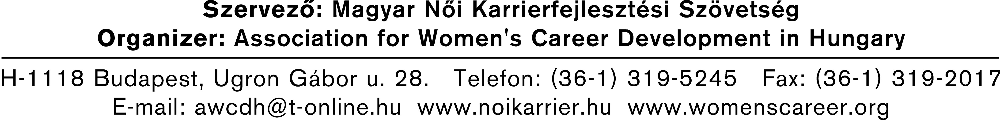 Szervező: Magyar Női Karrierfejlesztési Szövetség
Organizer: Association for Women's Career Development in Hungary
H-1118 Budapest, Ugron Gábor u. 28. Telefon: (36-1) 319-5245 Fax: (36-1) 319-2017
E-mail: awcdh@t-online.hu www.noikarrier.hu www.womenscareer.org